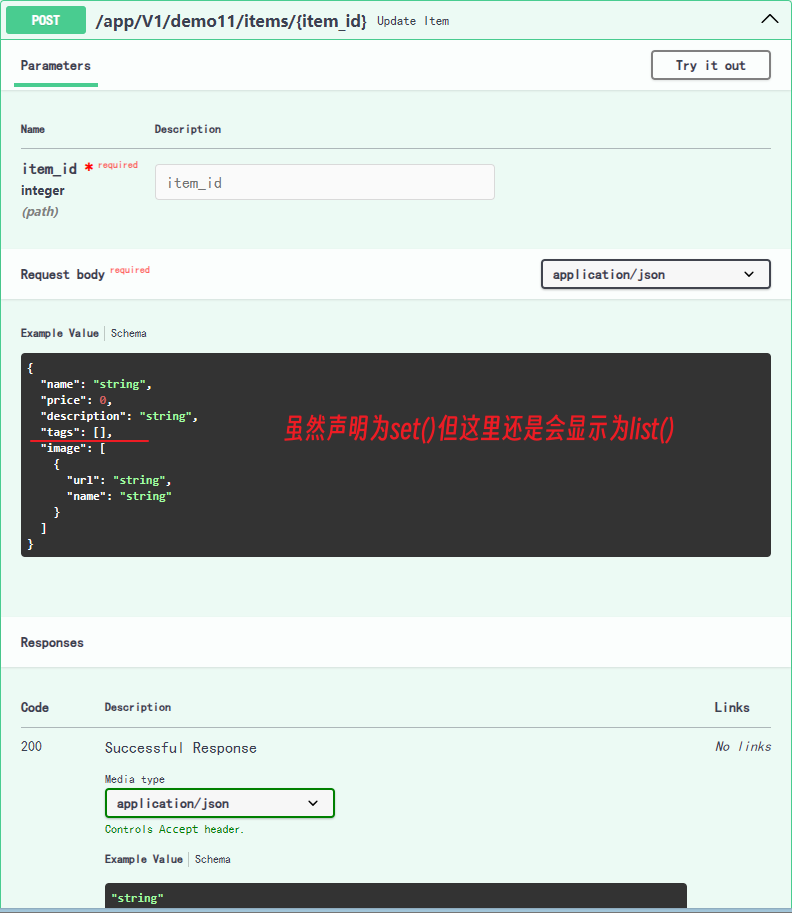 POST /app/V1/demo11/items/{item_id} Update Item
Parameters
Try it out
Name Description
item_id * required
integer
(path)
item_id
Request body required
application/json
Example Value Schema
{
"name": "string",
"price": 0,
"description": "string",
"tags": [],
"image": [
{
"url": "string",
"name": "string"
}
]
}
虽然声明为set()但这里还是会显示为list()
Responses
Code Description Links
200 Successful Response No links
Media type
application/json
Controls Accept header.
Example Value Schema
"string"